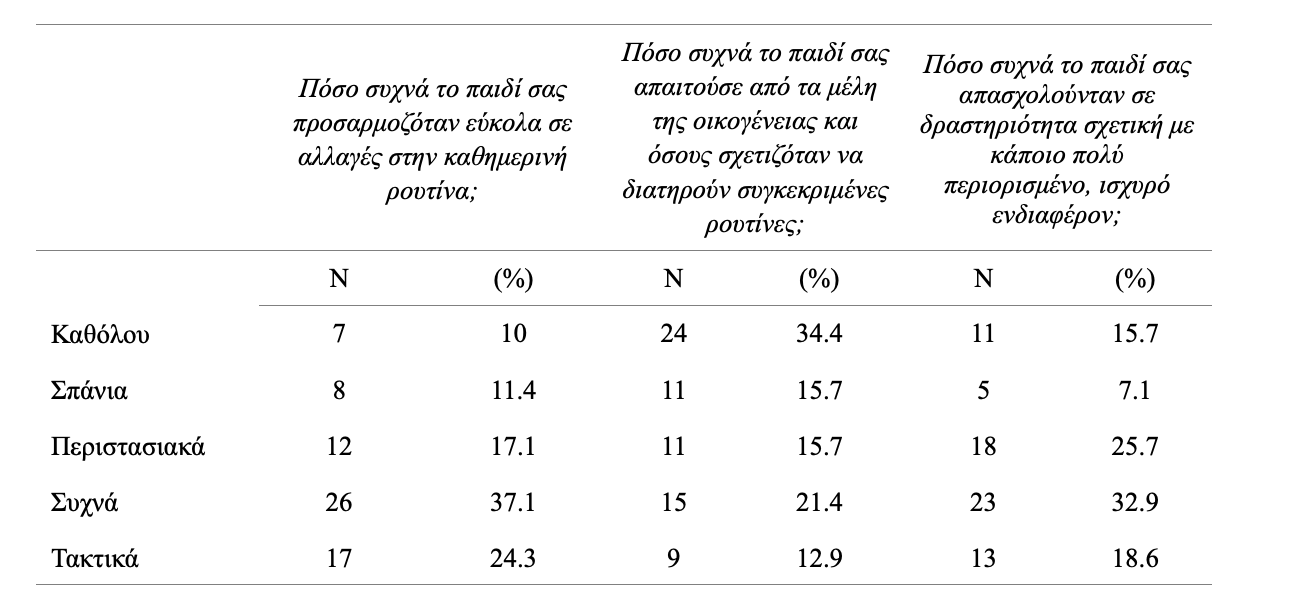 Πόσο συχνά το παιδί σας
προσαρμοζόταν εύκολα σε
αλλαγές στην καθημερινή
ρουτίνα;
Πόσο συχνά το παιδί σας
απαιτούσε από τα μέλη
της οικογένειας και
όσους σχετιζόταν να
διατηρούν συγκεκριμένες
ρουτίνες;
Πόσο συχνά το παιδί σας
απασχολούνταν σε
δραστηριότητα σχετική με
κάποιο πολύ
περιορισμένο, ισχυρό
ενδιαφέρον;
N (%) N (%) N (%)
Καθόλου 7 10 24 34.4 11 15.7
Σπάνια 8 11.4 11 15.7 5 7.1
Περιστασιακά 12 17.1 11 15.7 18 25.7
Συχνά 26 37.1 15 21.4 23 32.9
Τακτικά 17 24.3 9 12.9 13 18.6